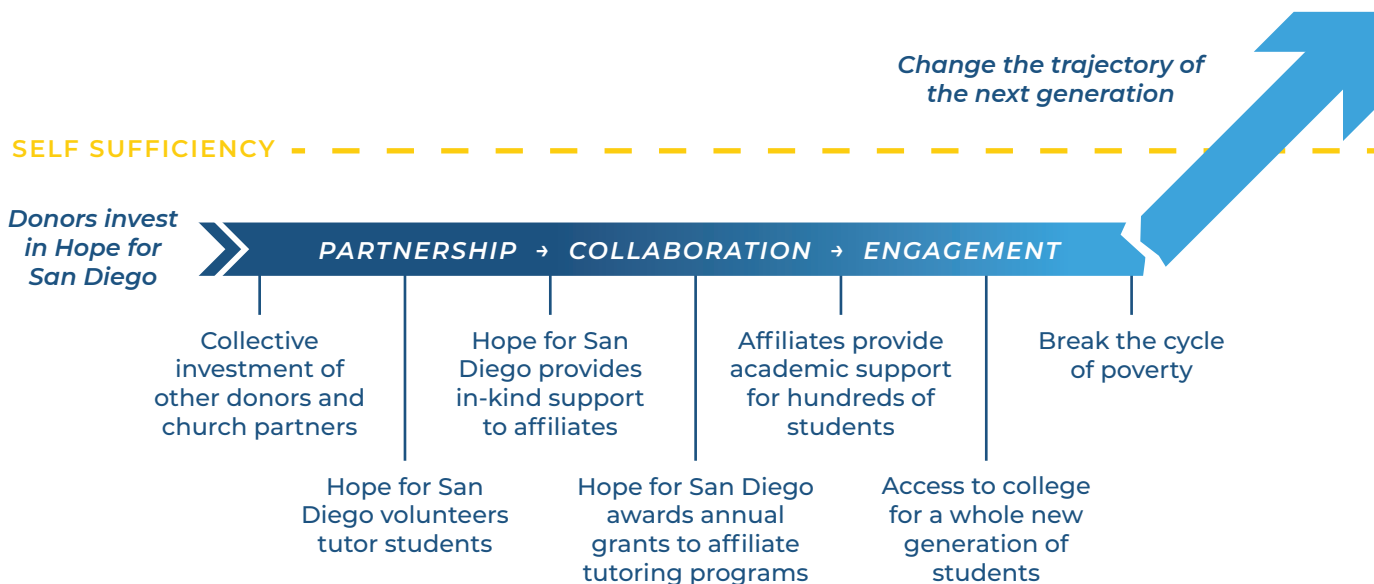 Change the trajectory of
the next generation
SELF SUFFICIENCY
Donors invest
in Hope for
San Diego
PARTNERSHIP → COLLABORATION → ENGAGEMENT
Collective
investment of
other donors and
church partners
Hope for San
Diego volunteers
tutor students
Hope for San
Diego provides
in-kind support
to affiliates
Hope for San Diego
awards annual
grants to affiliate
tutoring programs
Affiliates provide
academic support
for hundreds of
students
Access to college
for a whole new
generation of
students
Break the cycle
of poverty